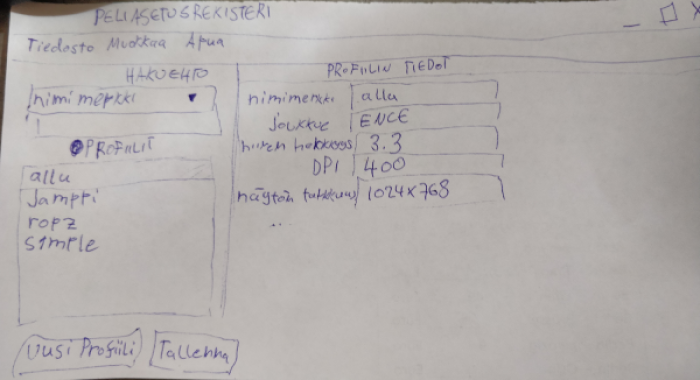 PELIASETUSREKISTERI
Tiedosto Muokkaa Apua
HAKUEHTO
nimimerkki
PROFIILIT
allu
Jamppi
ropz
s1mple
Uusi Profiili Tallenna
PROFIILIN TIEDOT
nimimerkki allu
Joukkue ENCE
hiiren herkkyys 3.3
DPI 400
näytön tarkkuus 1024x768
...